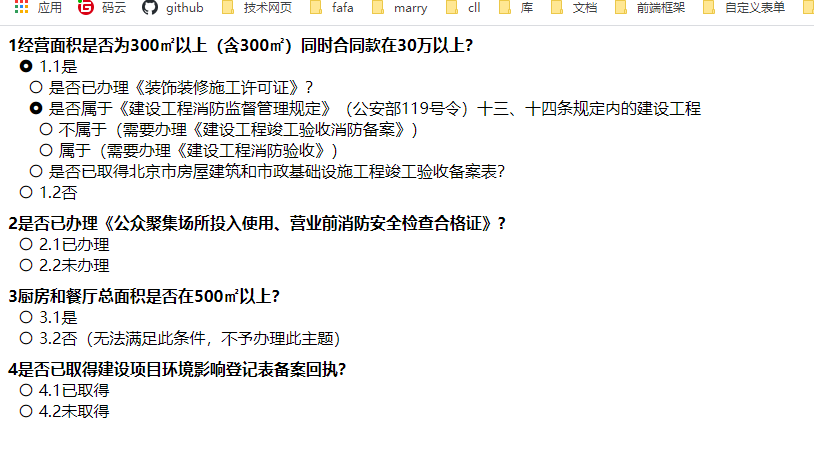 应用 码云 github 技术网页 fafa marry cll 库 文档 前端框架 自定义表单
1经营面积是否为300㎡以上（含300㎡）同时合同款在30万以上？
1.1是
是否已办理《装饰装修施工许可证》？
是否属于《建设工程消防监督管理规定》（公安部119号令）十三、十四条规定内的建设工程
不属于（需要办理《建设工程竣工验收消防备案》）
属于（需要办理《建设工程消防验收》）
是否已取得北京市房屋建筑和市政基础设施工程竣工验收备案表？
1.2否
2是否已办理《公众聚集场所投入使用、营业前消防安全检查合格证》？
2.1已办理
2.2未办理
3厨房和餐厅总面积是否在500㎡以上？
3.1是
3.2否（无法满足此条件，不予办理此主题）
4是否已取得建设项目环境影响登记表备案回执？
4.1已取得
4.2未取得